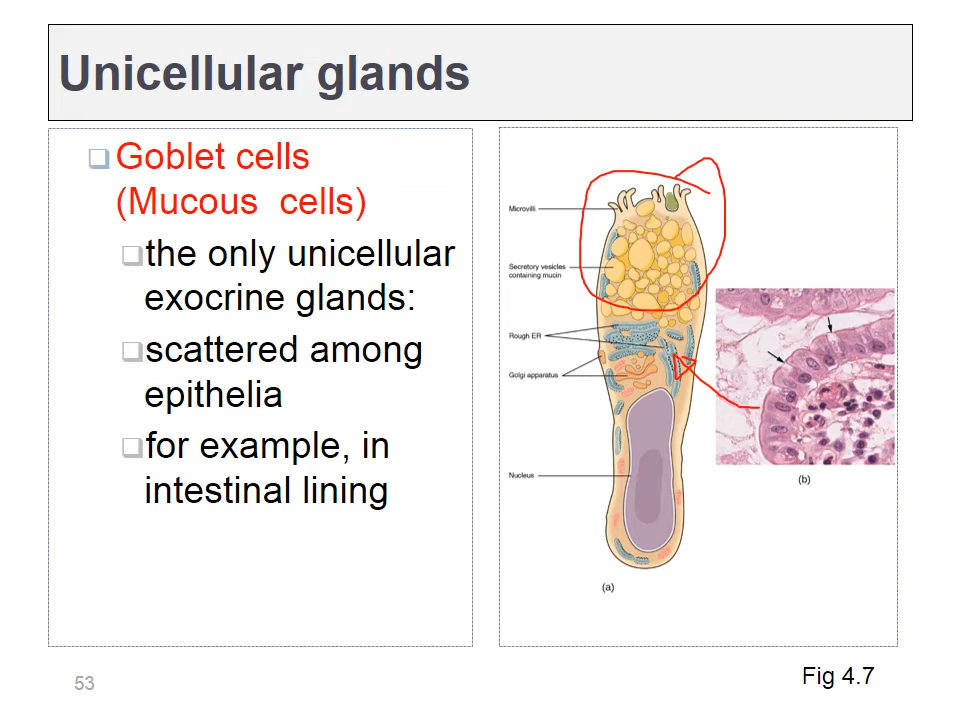 Unicellular glands
Goblet cells
(Mucous cells)
the only unicellular
exocrine glands:
scattered among
epithelia
for example, in
intestinal lining
Microvilli
Secretory vesicles
containing mucin
Rough ER
Golgi apparatus
Nucleus
(a)
(b)
Fig 4.7
53